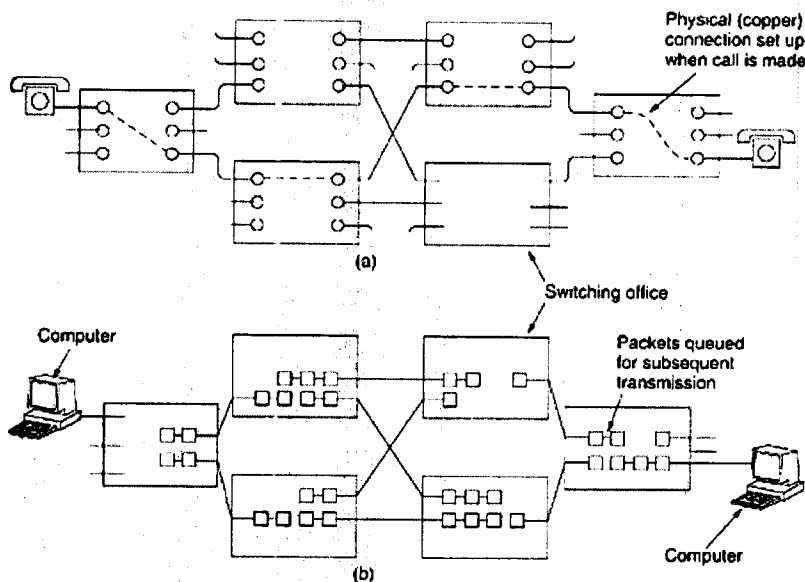 Physical (copper)
connection set up
when call is made
(a)
Switching office
Computer
Packets queued
for subsequent
transmission
Computer
(b)